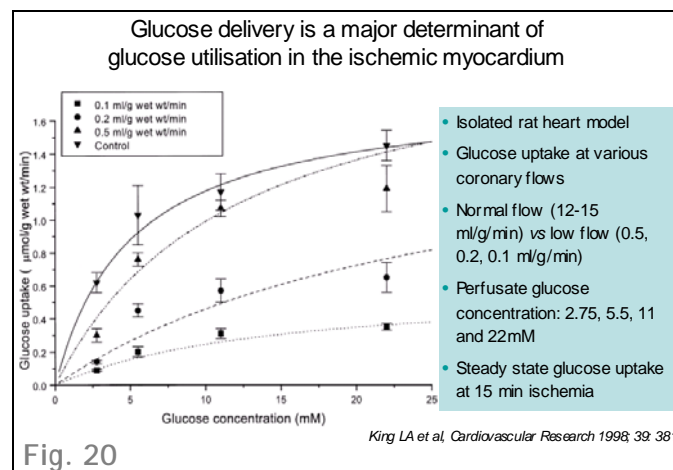 Glucose delivery is a major determinant of
glucose utilisation in the ischemic myocardium
0.1 ml/g wet wt/min
0.2 ml/g wet wt/min
0.5 ml/g wet wt/min
Control
Glucose uptake ( μmol/g wet wt/min)
1.6
1.4
1.2
1.0
0.8
0.6
0.4
0.2
0.0
0 5 10 15 20 25
Glucose concentration (mM)
• Isolated rat heart model
• Glucose uptake at various
coronary flows
• Normal flow (12-15
ml/g/min) vs low flow (0.5,
0.2, 0.1 ml/g/min)
• Perfusate glucose
concentration: 2.75, 5.5, 11
and 22mM
• Steady state glucose uptake
at 15 min ischemia
King LA et al, Cardiovascular Research 1998; 39: 381
Fig. 20